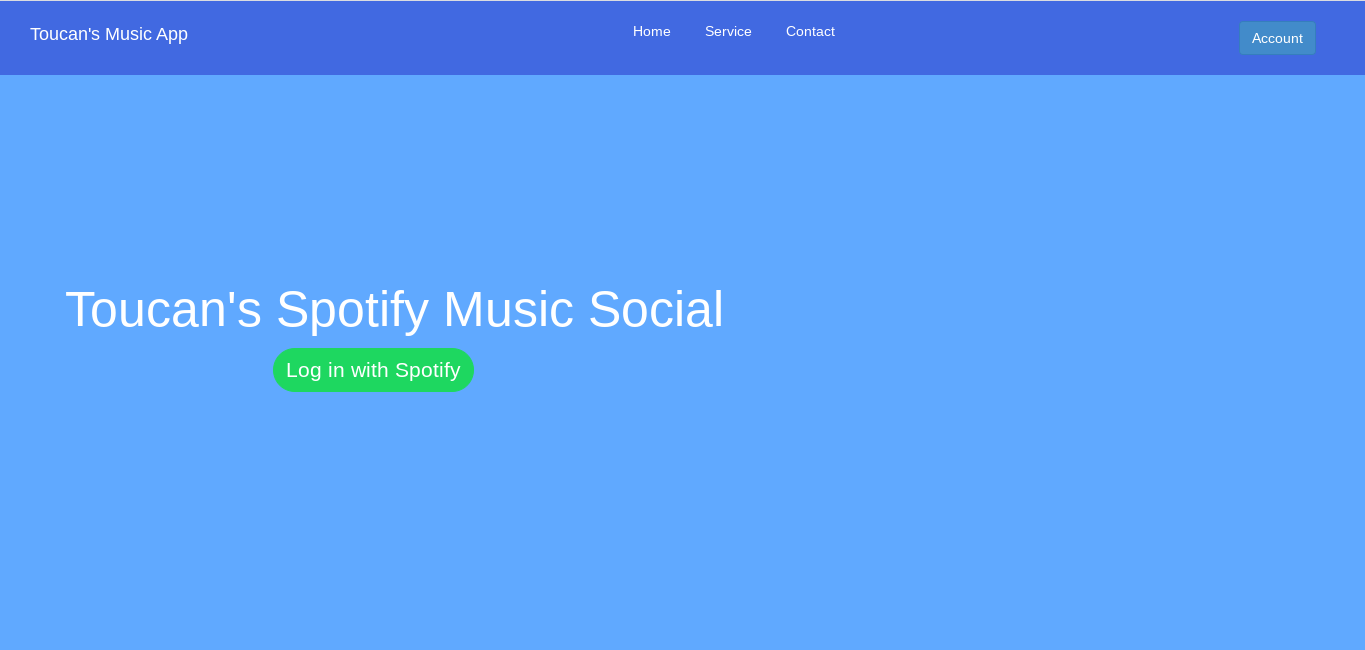 Toucan's Music App
Home Service Contact
Account
Toucan's Spotify Music Social
Log in with Spotify